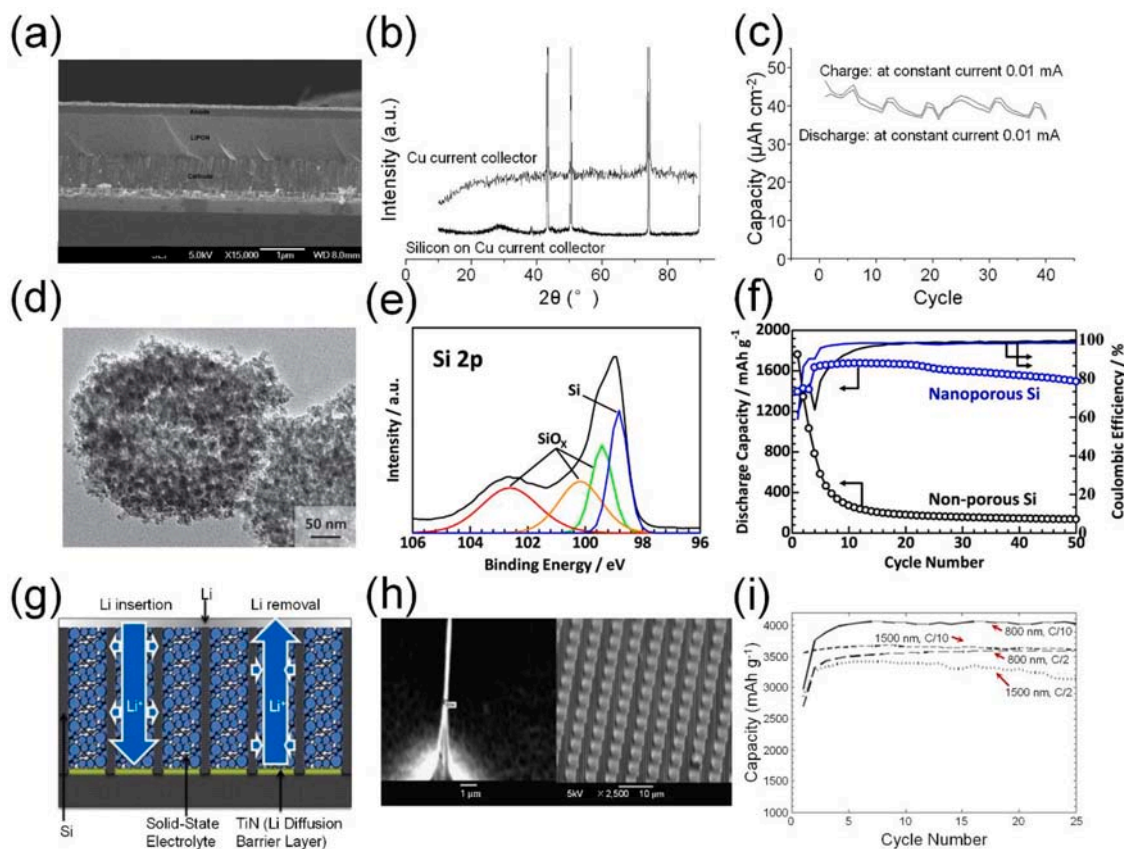 (a)
Anode
LiPON
Cathode
5.0kV X15,000 1μm WD 8.0mm
(b)
Intensity (a.u.)
Cu current collector
Silicon on Cu current collector
0 20 40 60 80
2θ (°)
(c)
Capacity (μAh cm⁻²)
50
40
30
20
10
0
Charge: at constant current 0.01 mA
Discharge: at constant current 0.01 mA
0 10 20 30 40
Cycle
(d)
50 nm
(e)
Si 2p
Intensity / a.u.
Si
SiOX
106 104 102 100 98 96
Binding Energy / eV
(f)
Discharge Capacity / mAh g⁻¹
2000
1600
1200
800
400
0
Nanoporous Si
Non-porous Si
100
80
60
40
20
0
Coulombic Efficiency / %
0 10 20 30 40 50
Cycle Number
(g)
Li insertion
Li
Li removal
Li⁺
Li⁺
Si
Solid-State
Electrolyte
TiN (Li Diffusion
Barrier Layer)
(h)
1 μm
5kV ×2,500 10 μm
(i)
Capacity (mAh g⁻¹)
4000
3500
3000
2500
2000
1500
1000
800 nm, C/10
1500 nm, C/10
800 nm, C/2
1500 nm, C/2
0 5 10 15 20 25
Cycle Number